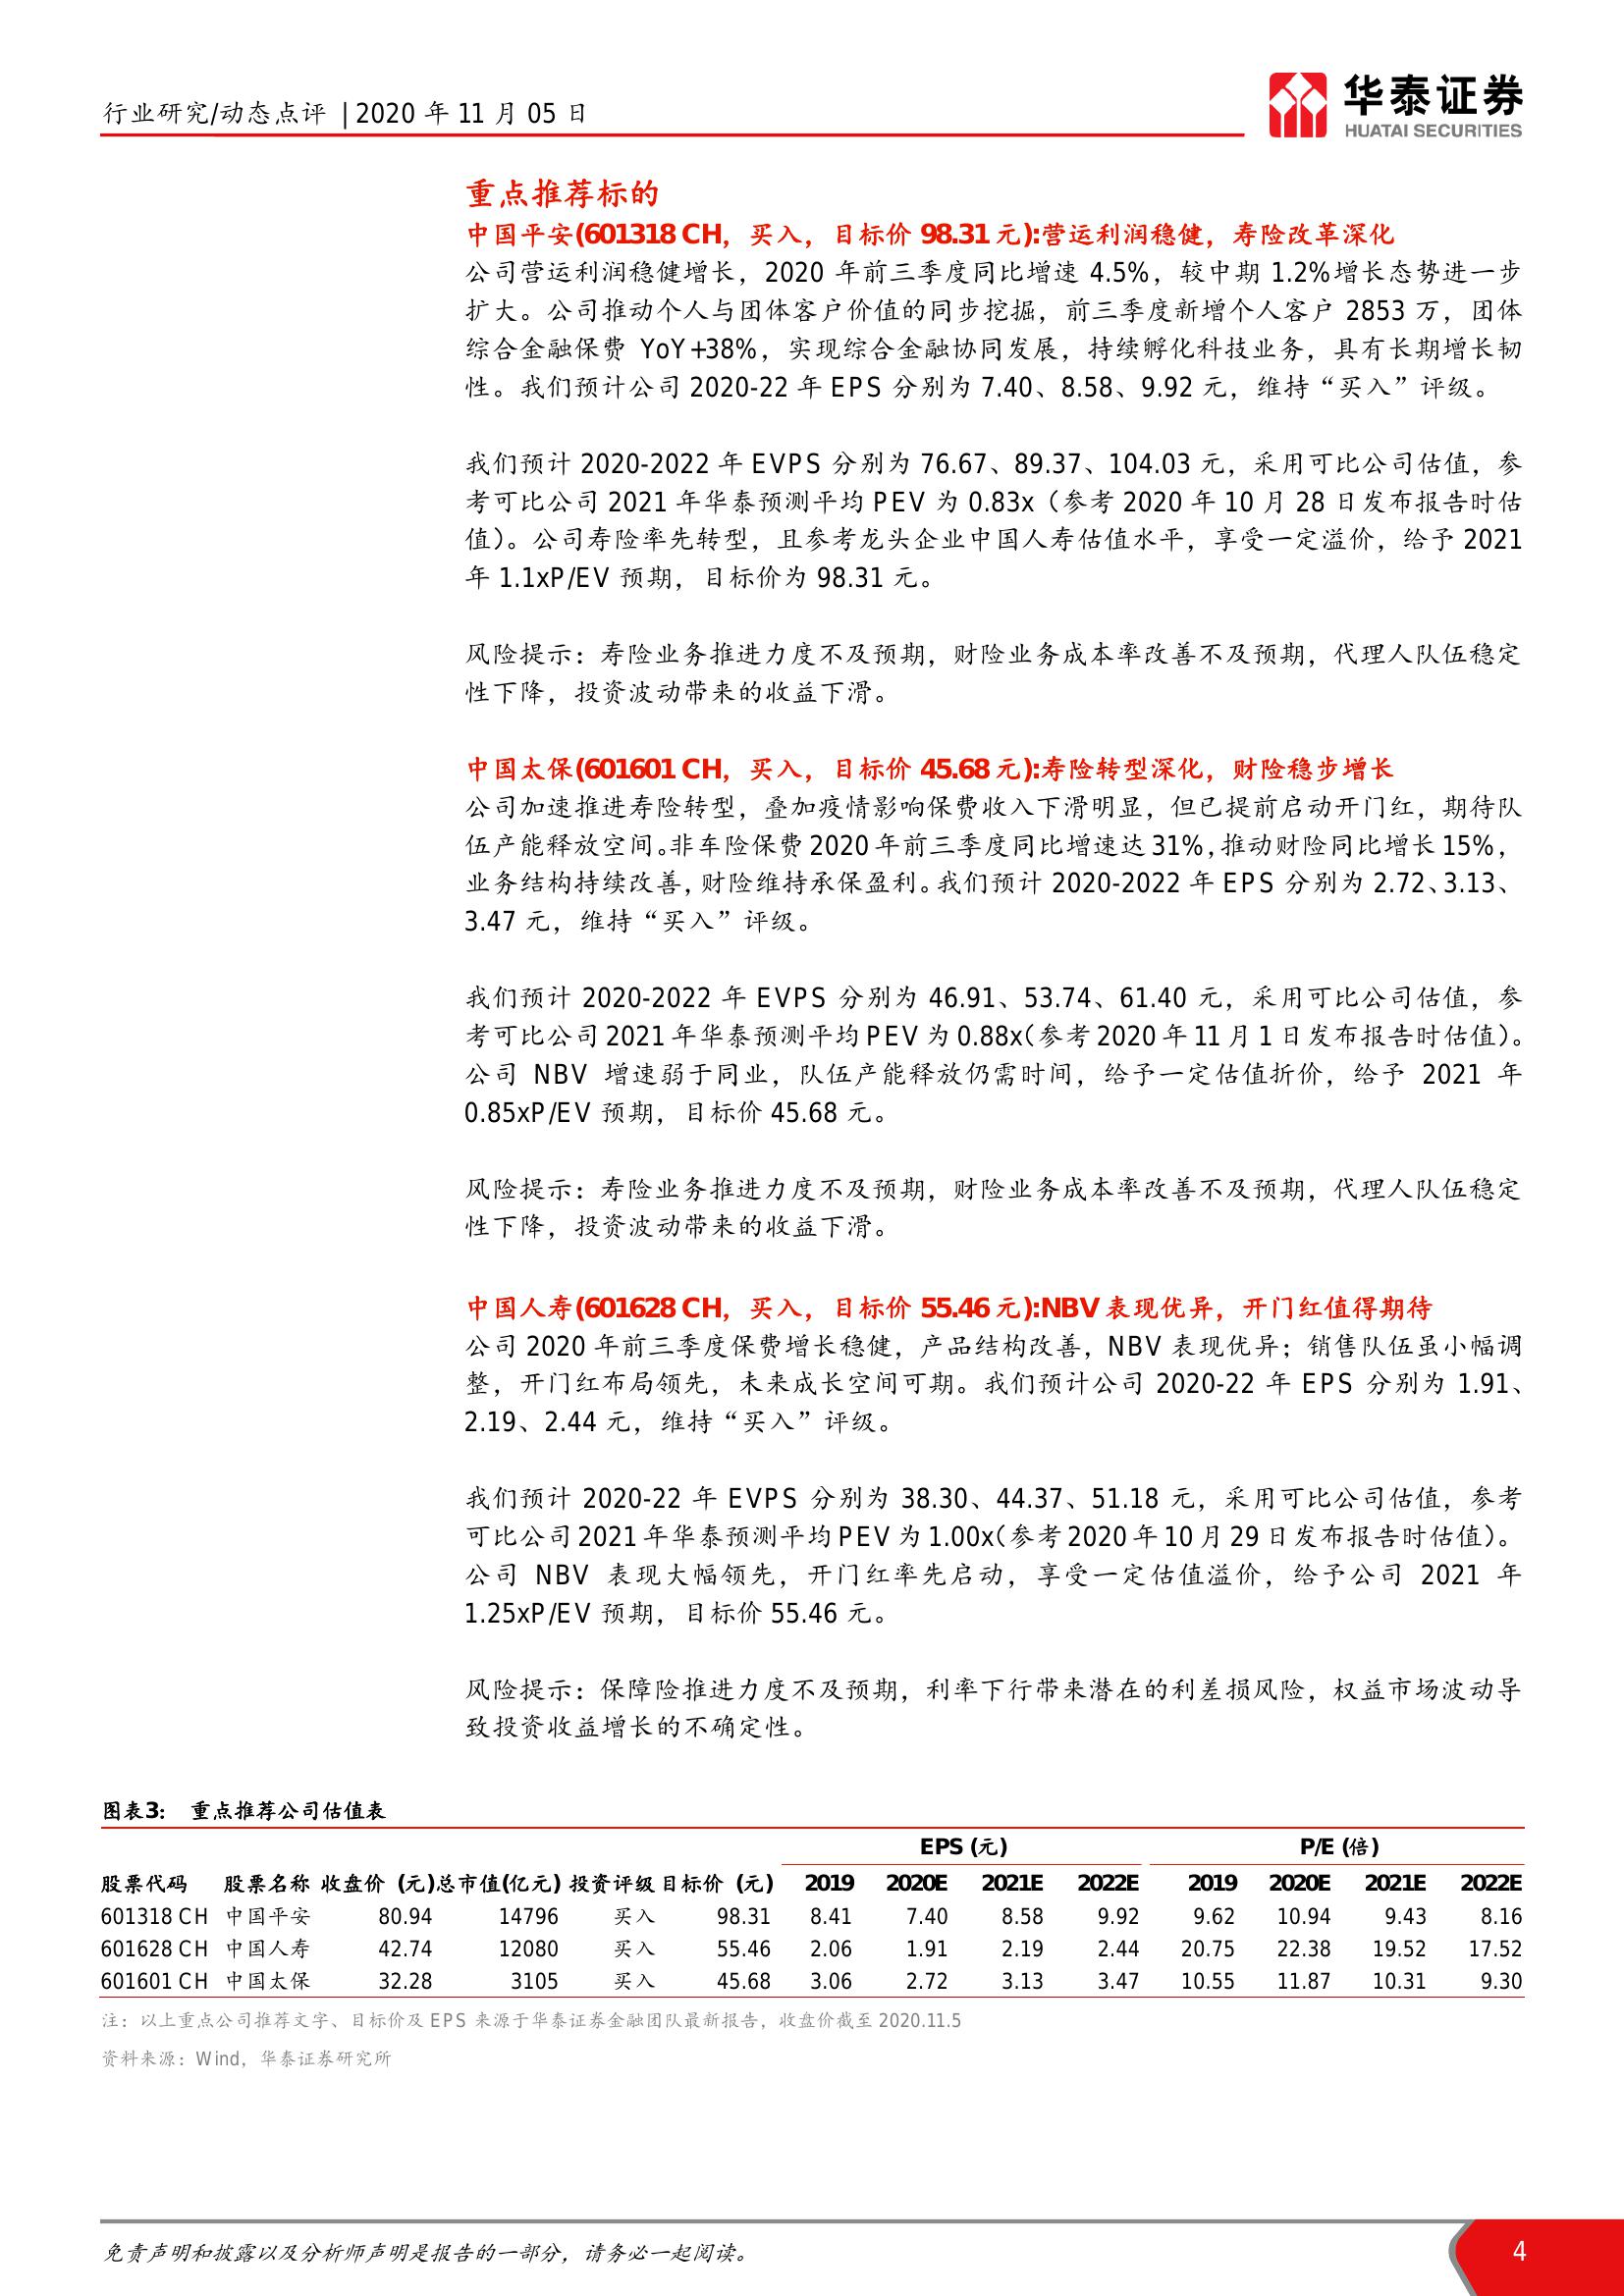 行业研究/动态点评 | 2020 年 11 月 05 日
华泰证券
HUATAI SECURITIES
重点推荐标的
中国平安(601318 CH，买入，目标价 98.31 元):营运利润稳健，寿险改革深化
公司营运利润稳健增长，2020 年前三季度同比增速 4.5%，较中期 1.2%增长态势进一步
扩大。公司推动个人与团体客户价值的同步挖掘，前三季度新增个人客户 2853 万，团体
综合金融保费 YoY+38%，实现综合金融协同发展，持续孵化科技业务，具有长期增长韧
性。我们预计公司 2020-22 年 EPS 分别为 7.40、8.58、9.92 元，维持“买入”评级。
我们预计 2020-2022 年 EVPS 分别为 76.67、89.37、104.03 元，采用可比公司估值，参
考可比公司 2021 年华泰预测平均 PEV 为 0.83x（参考 2020 年 10 月 28 日发布报告时估
值）。公司寿险率先转型，且参考龙头企业中国人寿估值水平，享受一定溢价，给予 2021
年 1.1xP/EV 预期，目标价为 98.31 元。
风险提示：寿险业务推进力度不及预期，财险业务成本率改善不及预期，代理人队伍稳定
性下降，投资波动带来的收益下滑。
中国太保(601601 CH，买入，目标价 45.68 元):寿险转型深化，财险稳步增长
公司加速推进寿险转型，叠加疫情影响保费收入下滑明显，但已提前启动开门红，期待队
伍产能释放空间。非车险保费 2020 年前三季度同比增速达 31%，推动财险同比增长 15%，
业务结构持续改善，财险维持承保盈利。我们预计 2020-2022 年 EPS 分别为 2.72、3.13、
3.47 元，维持“买入”评级。
我们预计 2020-2022 年 EVPS 分别为 46.91、53.74、61.40 元，采用可比公司估值，参
考可比公司 2021 年华泰预测平均 PEV 为 0.88x（参考 2020 年 11 月 1 日发布报告时估值）。
公司 NBV 增速弱于同业，队伍产能释放仍需时间，给予一定估值折价，给予 2021 年
0.85xP/EV 预期，目标价 45.68 元。
风险提示：寿险业务推进力度不及预期，财险业务成本率改善不及预期，代理人队伍稳定
性下降，投资波动带来的收益下滑。
中国人寿(601628 CH，买入，目标价 55.46 元):NBV 表现优异，开门红值得期待
公司 2020 年前三季度保费增长稳健，产品结构改善，NBV 表现优异；销售队伍虽小幅调
整，开门红布局领先，未来成长空间可期。我们预计公司 2020-22 年 EPS 分别为 1.91、
2.19、2.44 元，维持“买入”评级。
我们预计 2020-22 年 EVPS 分别为 38.30、44.37、51.18 元，采用可比公司估值，参考
可比公司 2021 年华泰预测平均 PEV 为 1.00x（参考 2020 年 10 月 29 日发布报告时估值）。
公司 NBV 表现大幅领先，开门红率先启动，享受一定估值溢价，给予公司 2021 年
1.25xP/EV 预期，目标价 55.46 元。
风险提示：保障险推进力度不及预期，利率下行带来潜在的利差损风险，权益市场波动导
致投资收益增长的不确定性。
图表3： 重点推荐公司估值表
EPS (元) P/E (倍)
股票代码 股票名称 收盘价 (元) 总市值(亿元) 投资评级 目标价 (元) 2019 2020E 2021E 2022E 2019 2020E 2021E 2022E
601318 CH 中国平安 80.94 14796 买入 98.31 8.41 7.40 8.58 9.92 9.62 10.94 9.43 8.16
601628 CH 中国人寿 42.74 12080 买入 55.46 2.06 1.91 2.19 2.44 20.75 22.38 19.52 17.52
601601 CH 中国太保 32.28 3105 买入 45.68 3.06 2.72 3.13 3.47 10.55 11.87 10.31 9.30
注：以上重点公司推荐文字、目标价及 EPS 来源于华泰证券金融团队最新报告，收盘价截至 2020.11.5
资料来源：Wind，华泰证券研究所
免责声明和披露以及分析师声明是报告的一部分，请务必一起阅读。
4